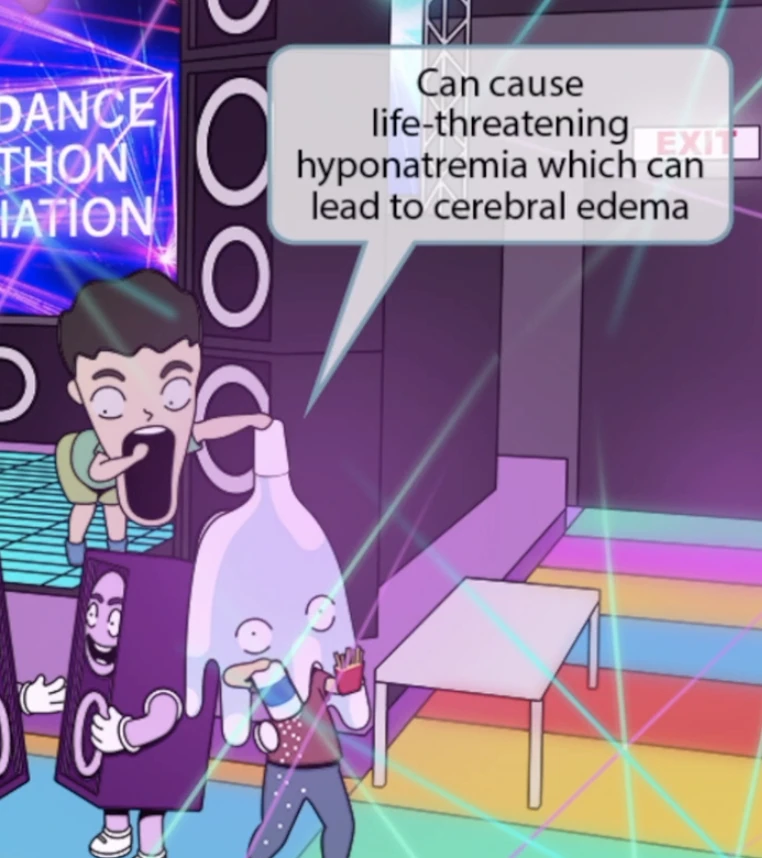 DANCE
THON
IATION
Can cause
life-threatening
hyponatremia which can
lead to cerebral edema
EXIT